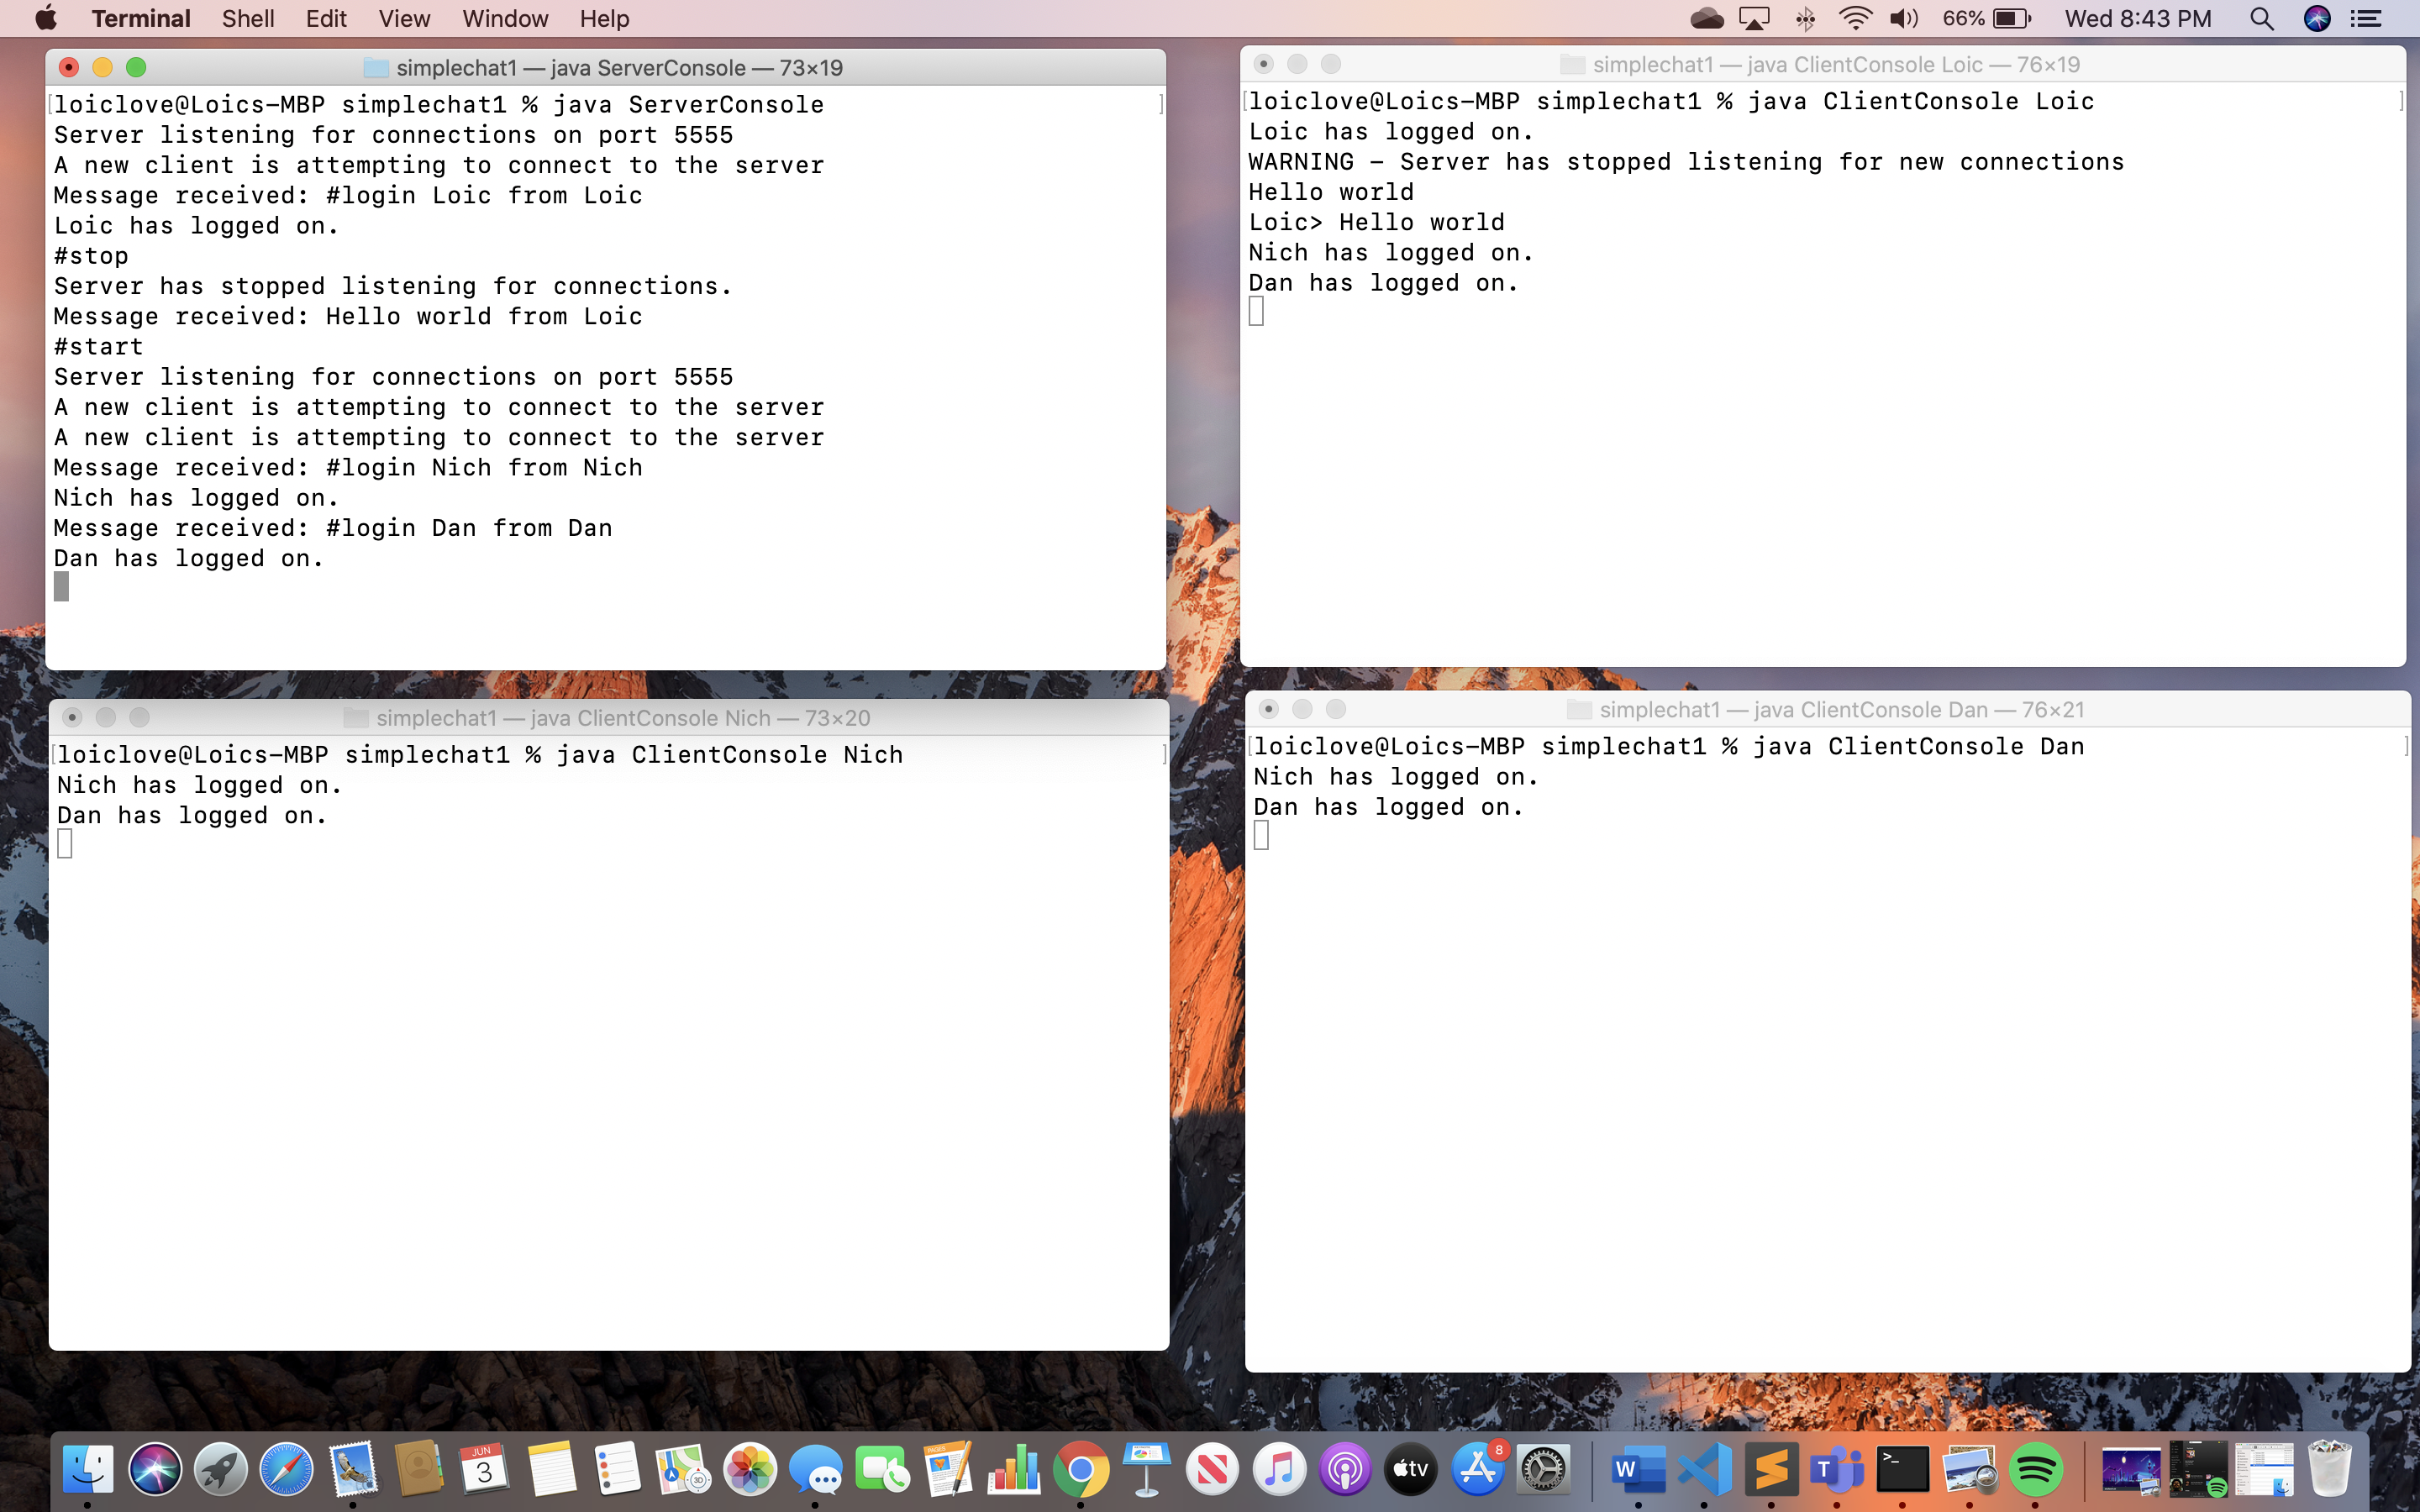 Terminal Shell Edit View Window Help 66% Wed 8:43 PM
simplechat1 — java ServerConsole — 73×19
loiclove@Loics-MBP simplechat1 % java ServerConsole
Server listening for connections on port 5555
A new client is attempting to connect to the server
Message received: #login Loic from Loic
Loic has logged on.
#stop
Server has stopped listening for connections.
Message received: Hello world from Loic
#start
Server listening for connections on port 5555
A new client is attempting to connect to the server
A new client is attempting to connect to the server
Message received: #login Nich from Nich
Nich has logged on.
Message received: #login Dan from Dan
Dan has logged on.
simplechat1 — java ClientConsole Loic — 76×19
loiclove@Loics-MBP simplechat1 % java ClientConsole Loic
Loic has logged on.
WARNING – Server has stopped listening for new connections
Hello world
Loic> Hello world
Nich has logged on.
Dan has logged on.
simplechat1 — java ClientConsole Nich — 73×20
loiclove@Loics-MBP simplechat1 % java ClientConsole Nich
Nich has logged on.
Dan has logged on.
simplechat1 — java ClientConsole Dan — 76×21
loiclove@Loics-MBP simplechat1 % java ClientConsole Dan
Nich has logged on.
Dan has logged on.
JUN
3
3D
PAGES
tv
8
W
T
>_